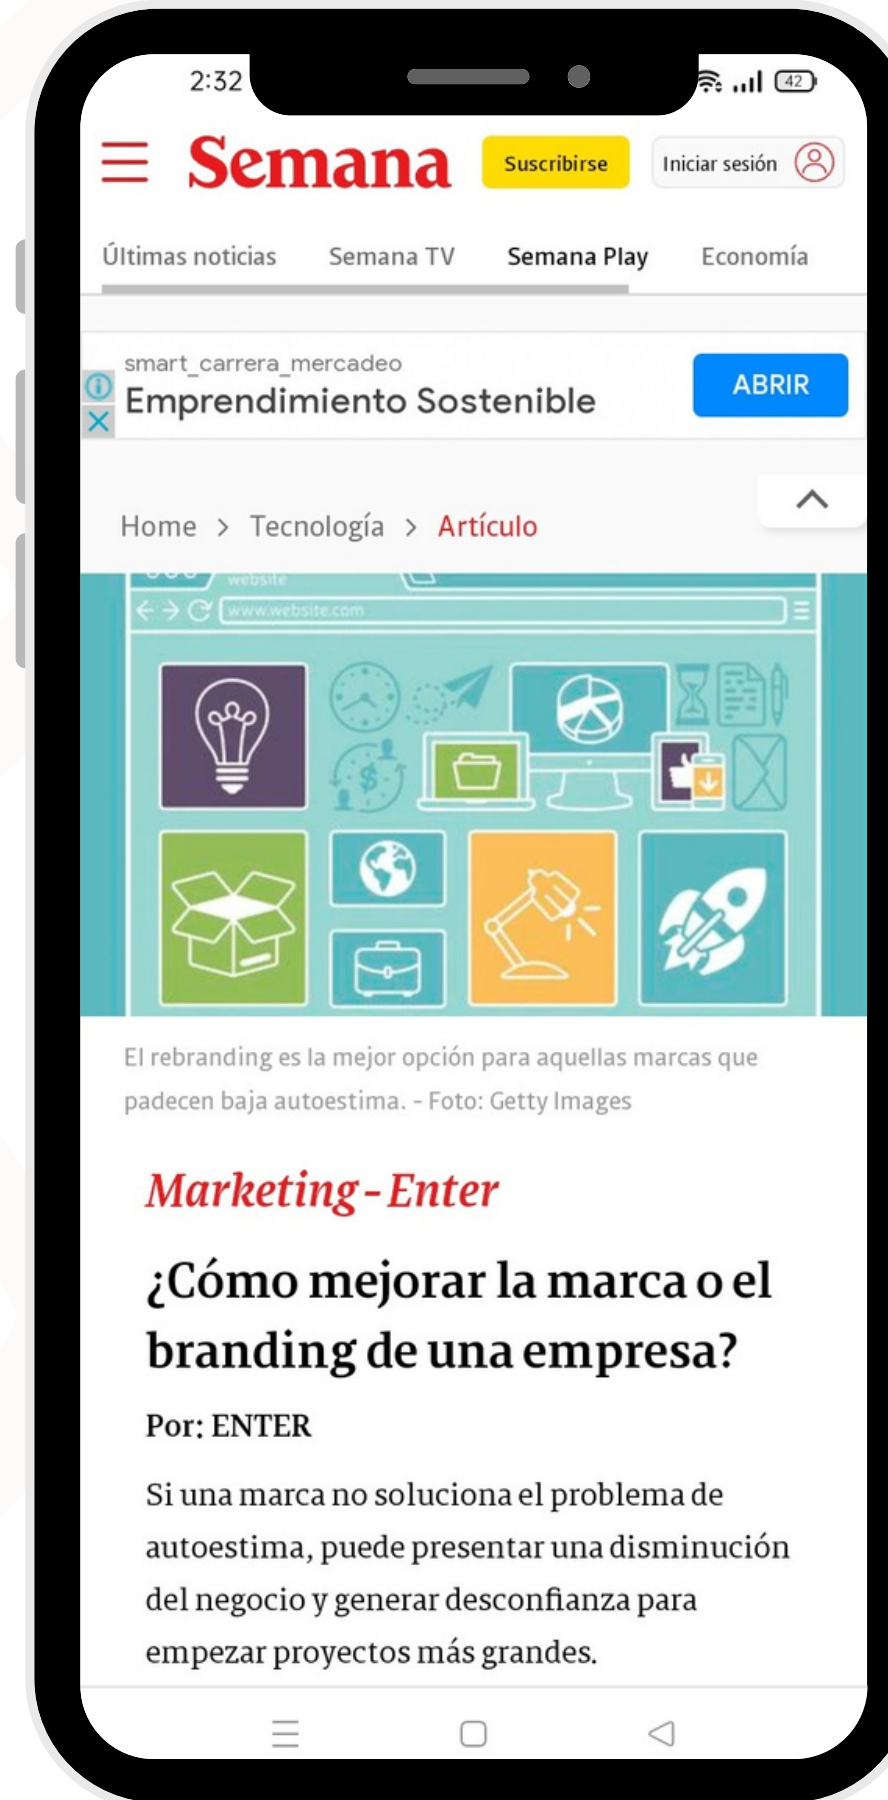 2:32
42
Semana
Suscribirse
Iniciar sesión
Últimas noticias
Semana TV
Semana Play
Economía
smart_carrera_mercadeo
Emprendimiento Sostenible
ABRIR
Home > Tecnología > Artículo
website
www.website.com
$
El rebranding es la mejor opción para aquellas marcas que
padecen baja autoestima. - Foto: Getty Images
Marketing - Enter
¿Cómo mejorar la marca o el
branding de una empresa?
Por: ENTER
Si una marca no soluciona el problema de
autoestima, puede presentar una disminución
del negocio y generar desconfianza para
empezar proyectos más grandes.